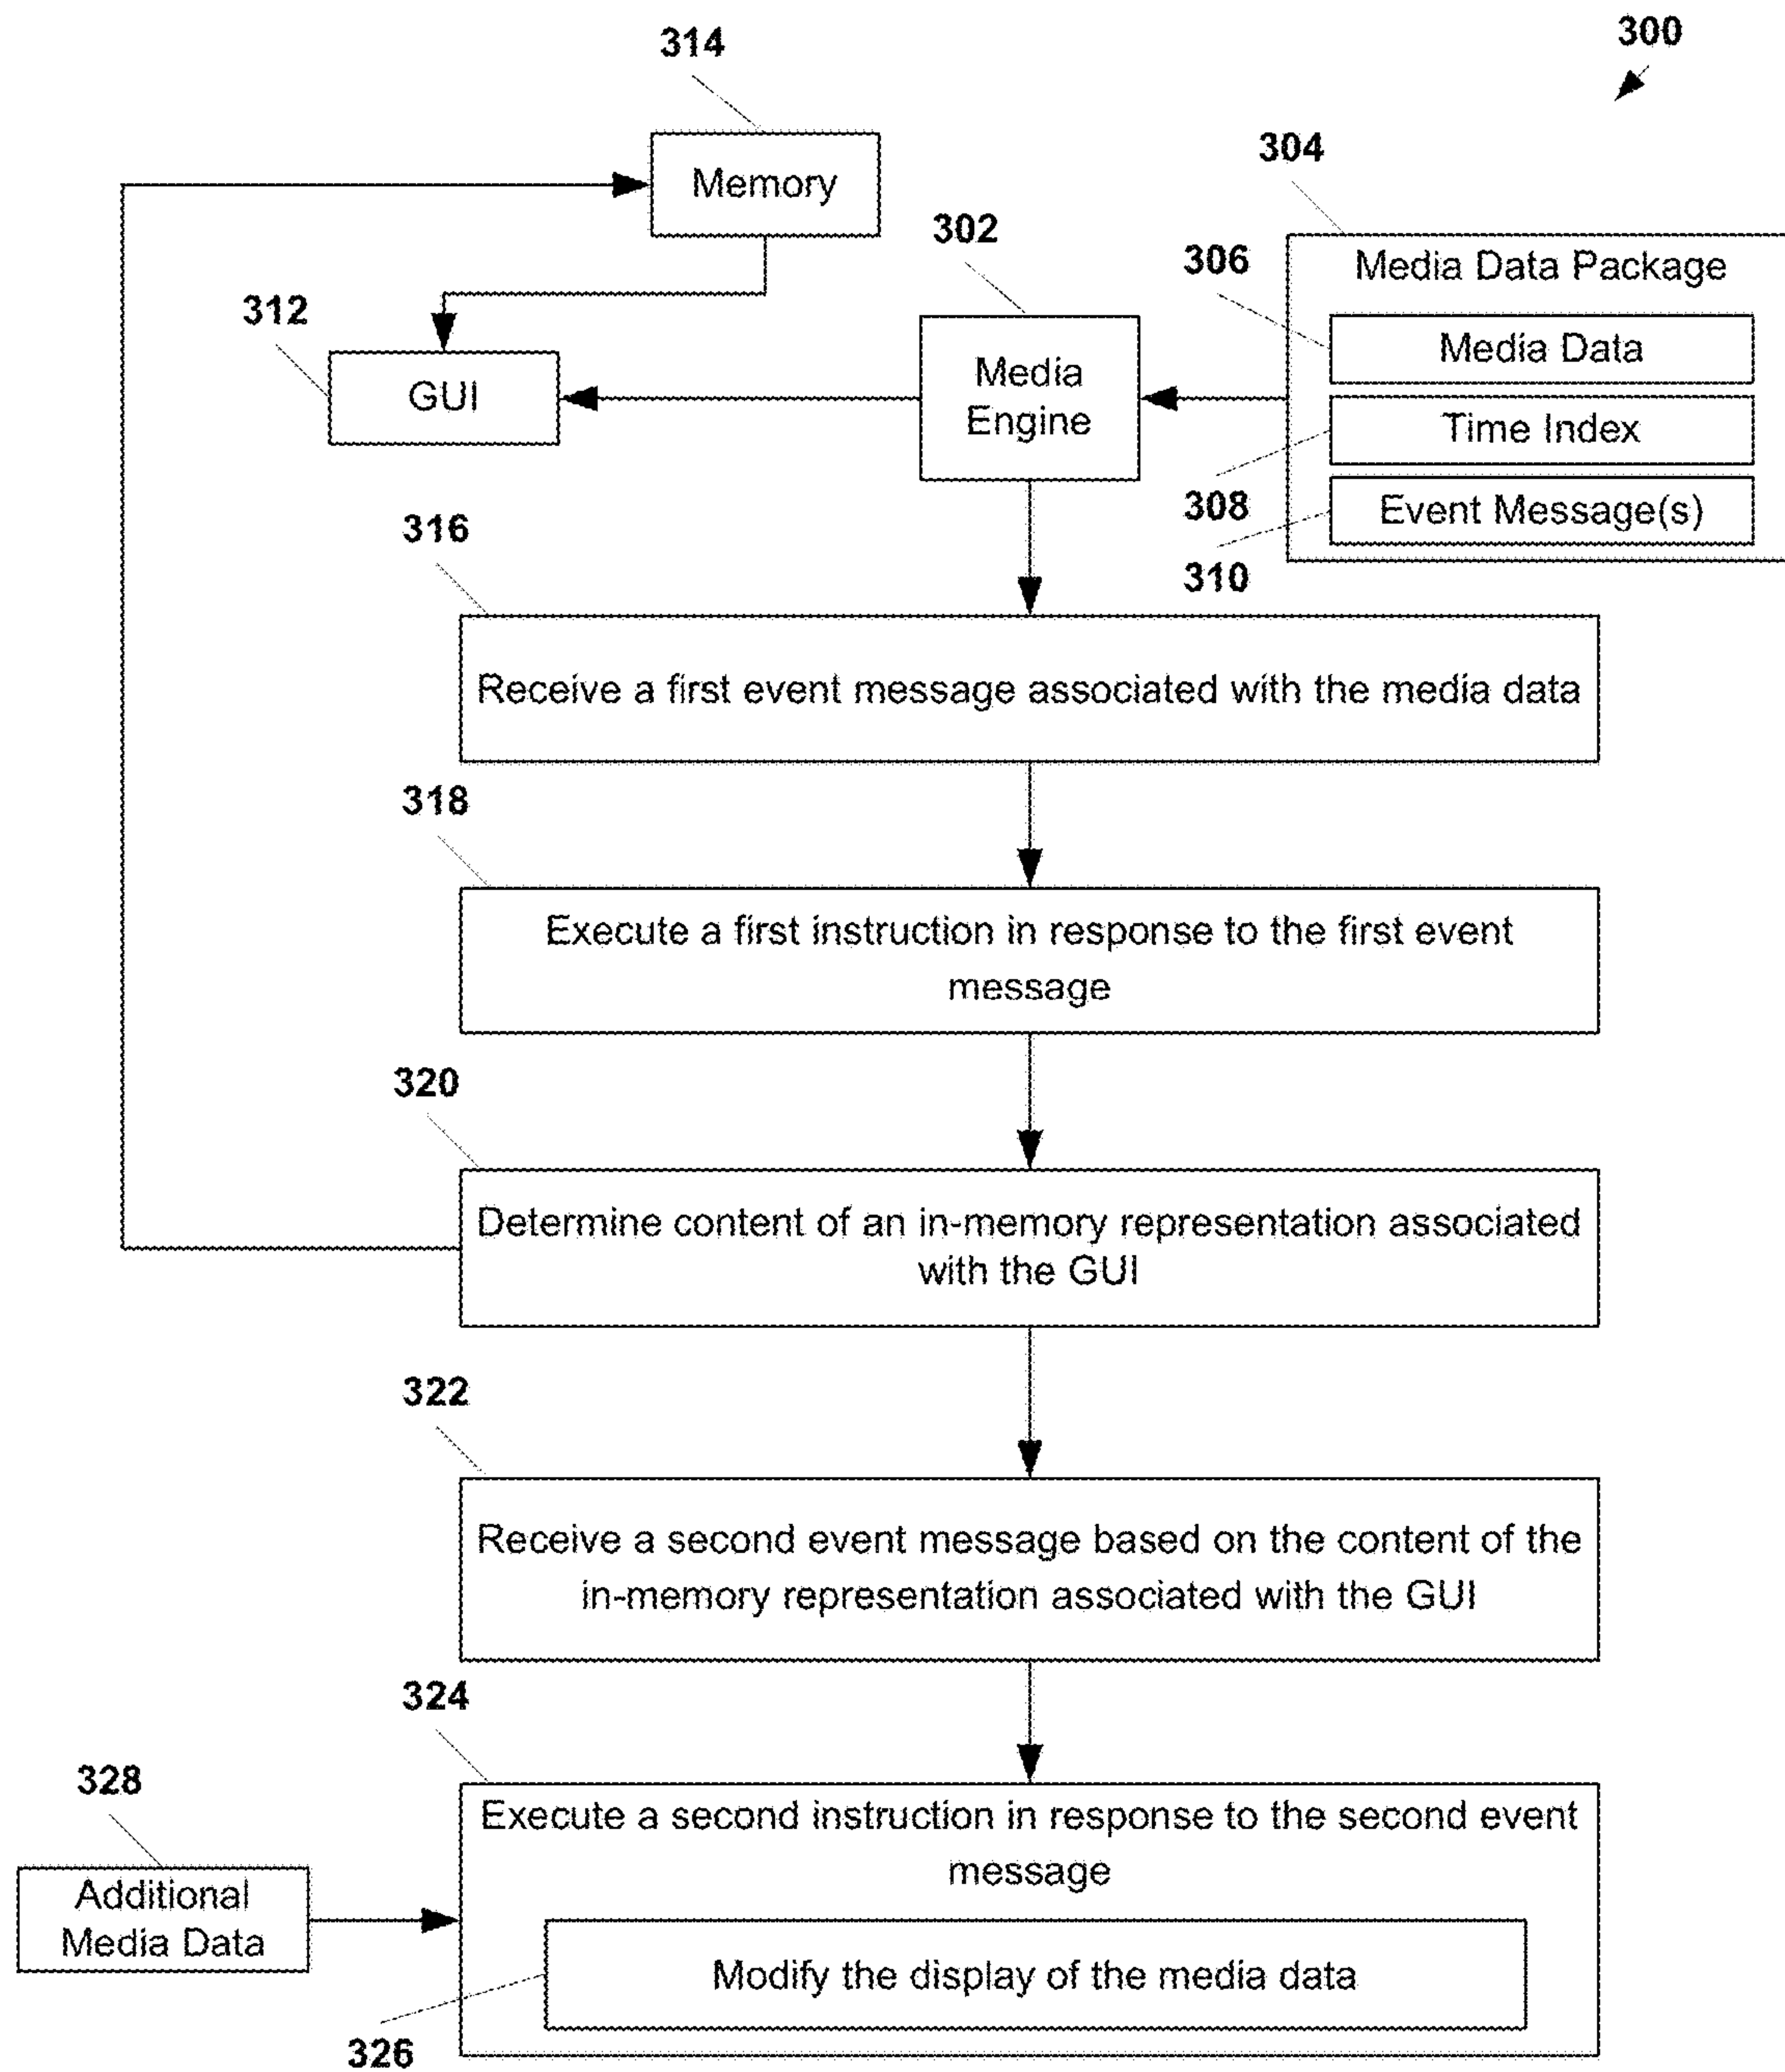 300
314
Memory
304
302
306
Media Data Package
312
Media Data
GUI
Media
Engine
Time Index
308
Event Message(s)
310
316
Receive a first event message associated with the media data
318
Execute a first instruction in response to the first event
message
320
Determine content of an in-memory representation associated
with the GUI
322
Receive a second event message based on the content of the
in-memory representation associated with the GUI
324
Execute a second instruction in response to the second event
message
328
Additional
Media Data
Modify the display of the media data
326